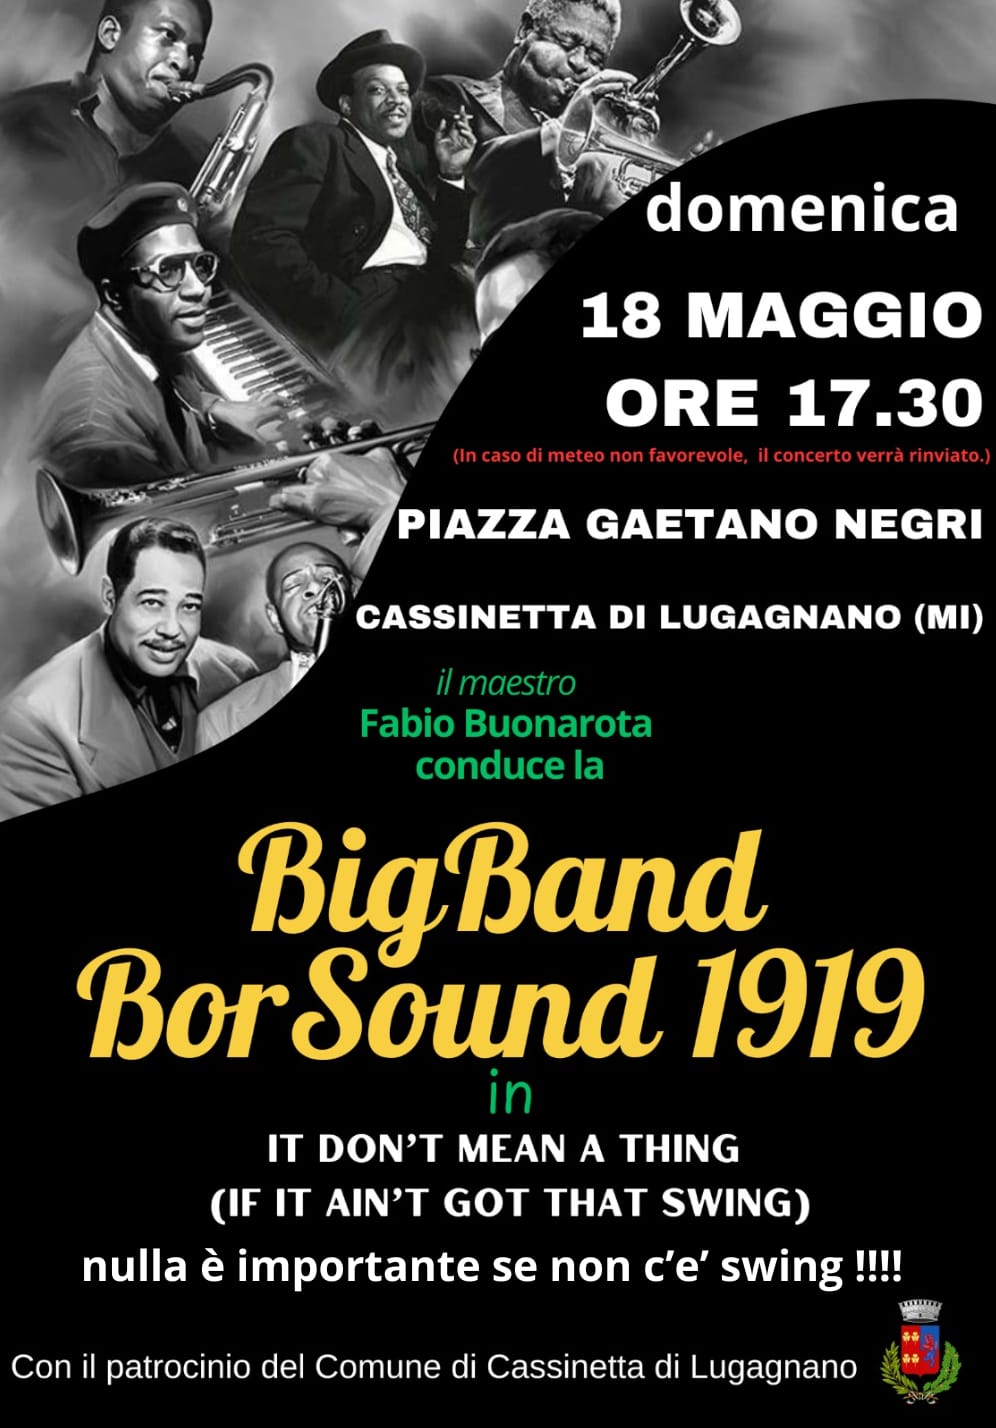 domenica
18 MAGGIO
ORE 17.30
(In caso di meteo non favorevole, il concerto verrà rinviato.)
PIAZZA GAETANO NEGRI
CASSINETTA DI LUGAGNANO (MI)
il maestro
Fabio Buonarota
conduce la
BigBand
BorSound 1919
in
IT DON'T MEAN A THING
(IF IT AIN'T GOT THAT SWING)
nulla è importante se non c'e' swing !!!!
Con il patrocinio del Comune di Cassinetta di Lugagnano